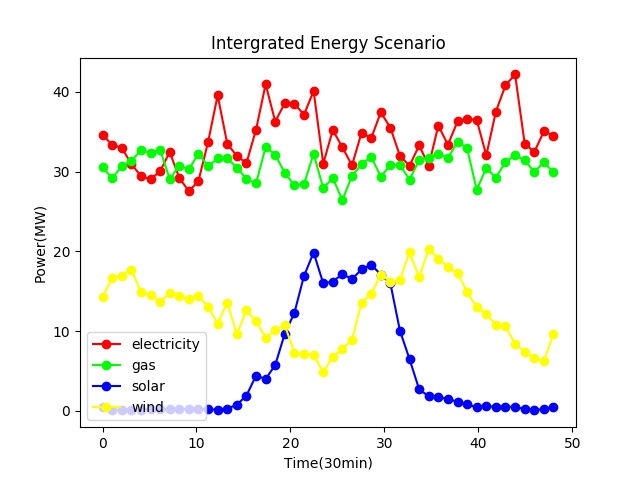 Intergrated Energy Scenario
Power(MW)
40
30
20
10
0
electricity
gas
solar
wind
0 10 20 30 40 50
Time(30min)